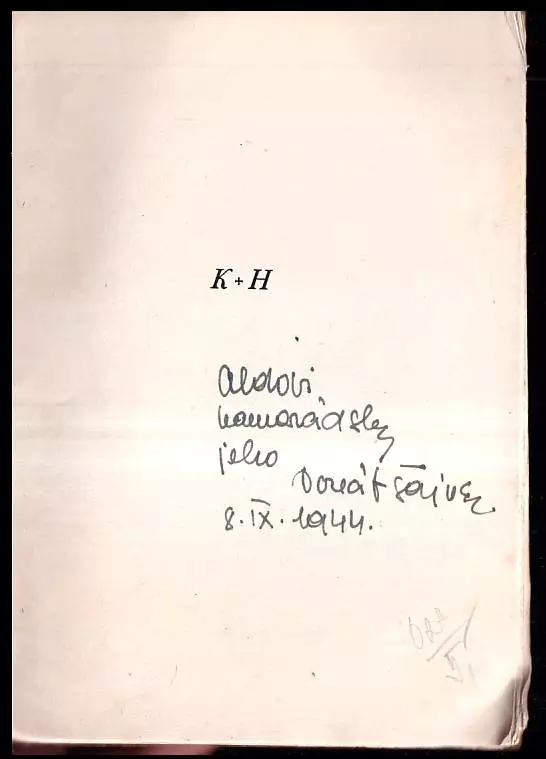 K + H
Aldovi
kamarádsky
jeho
Donát Šajner
8. IX. 1944.